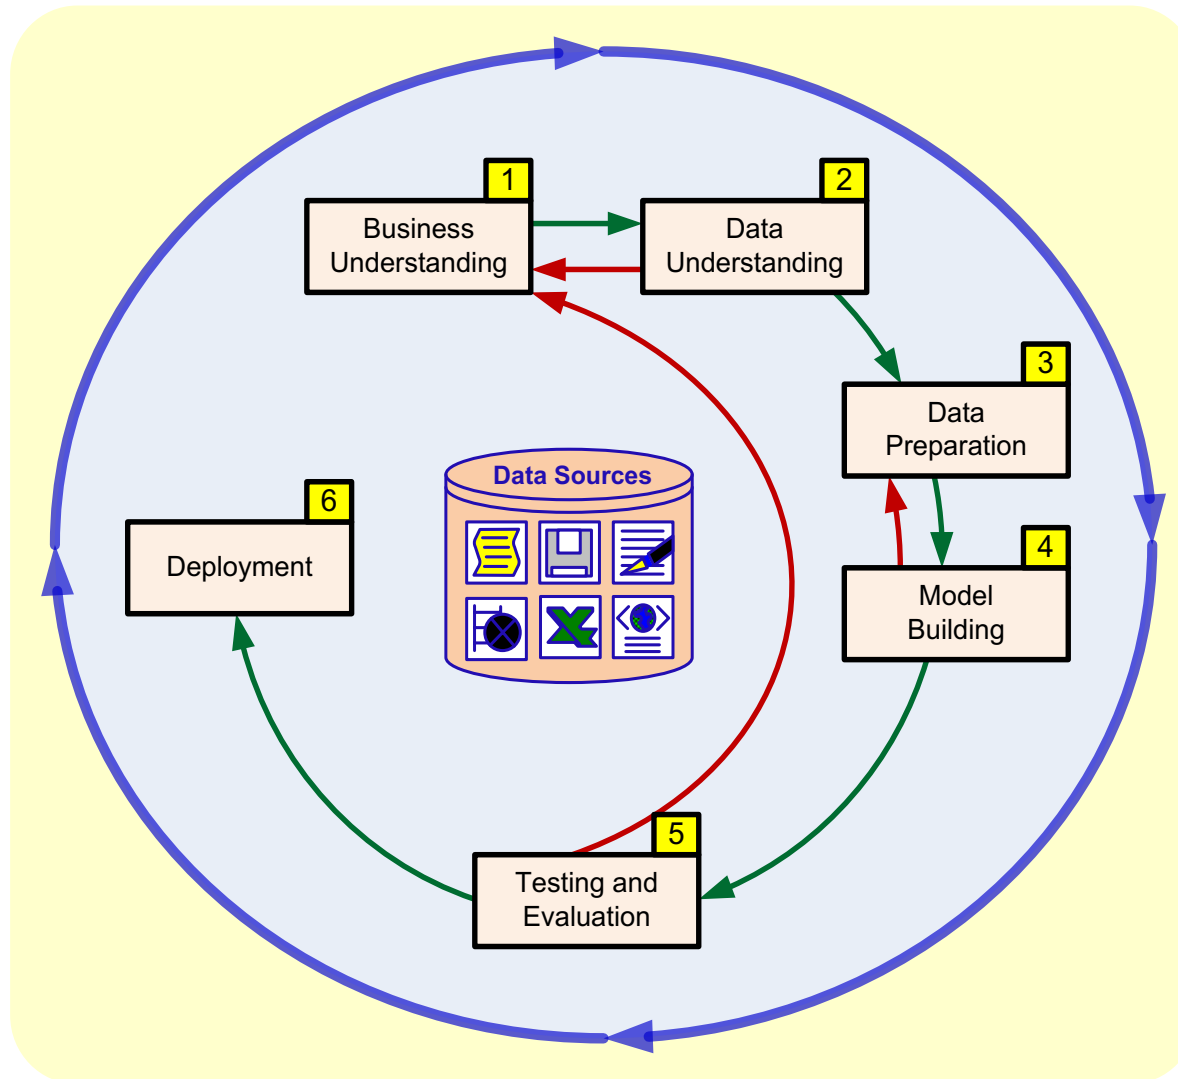 1
Business
Understanding
2
Data
Understanding
3
Data
Preparation
4
Model
Building
5
Testing and
Evaluation
6
Deployment
Data Sources